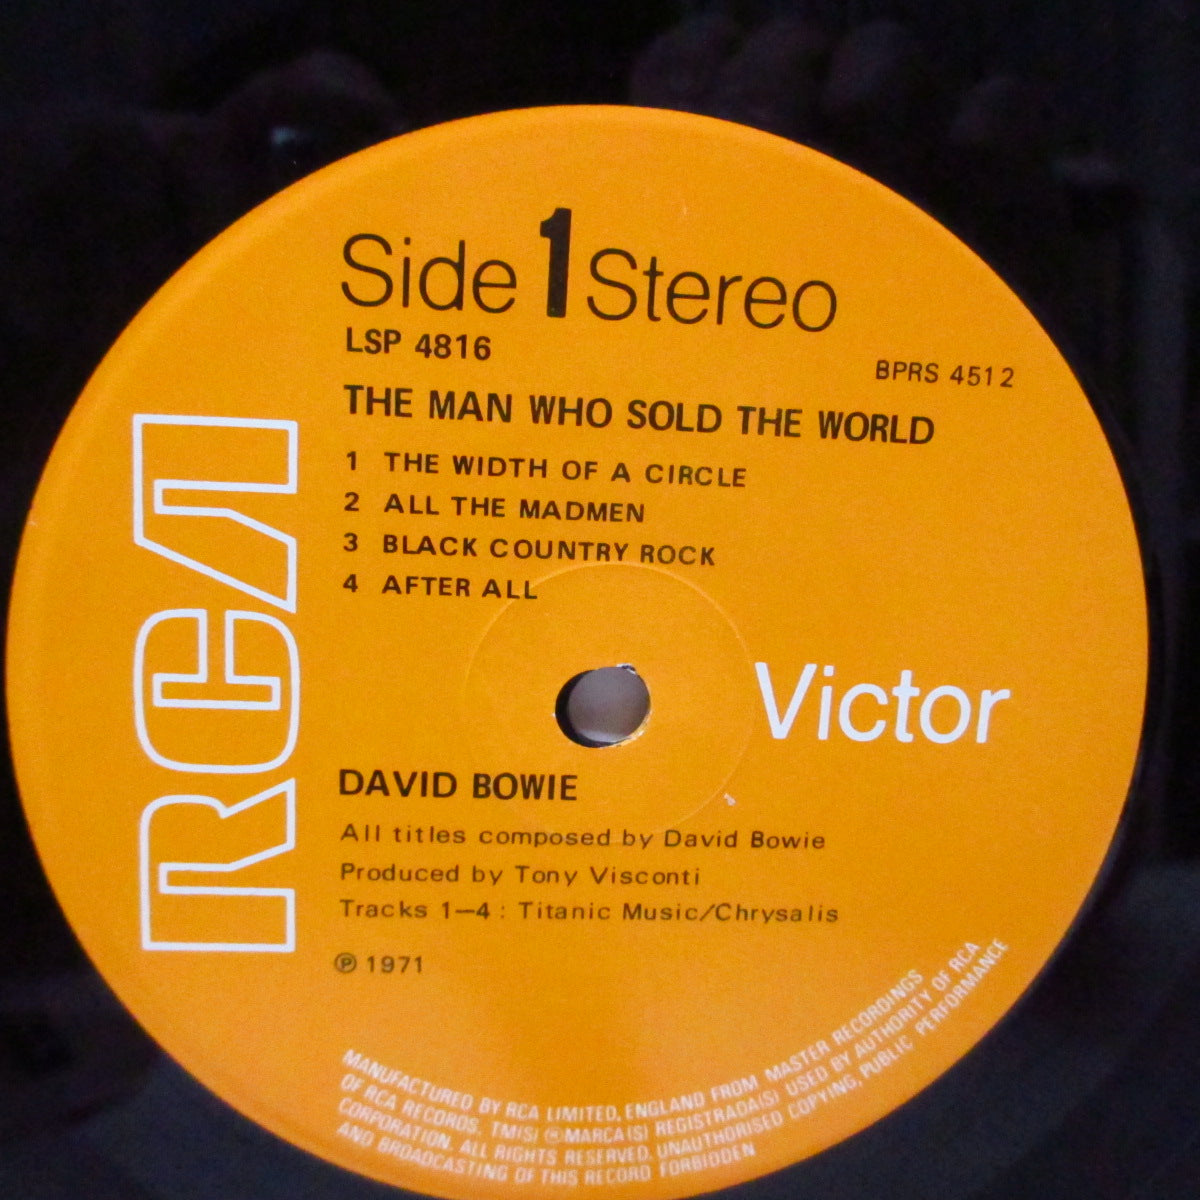 Side 1 Stereo
LSP 4816
BPRS 4512
THE MAN WHO SOLD THE WORLD
1 THE WIDTH OF A CIRCLE
2 ALL THE MADMEN
3 BLACK COUNTRY ROCK
4 AFTER ALL
RCA
Victor
DAVID BOWIE
All titles composed by David Bowie
Produced by Tony Visconti
Tracks 1—4 : Titanic Music/Chrysalis
℗ 1971
MANUFACTURED BY RCA LIMITED, ENGLAND FROM MASTER RECORDINGS
OF RCA RECORDS. TM(S) ® MARCA(S) REGISTRADA(S) USED BY AUTHORITY OF RCA
CORPORATION. ALL RIGHTS RESERVED. UNAUTHORISED COPYING, PUBLIC PERFORMANCE
AND BROADCASTING OF THIS RECORD FORBIDDEN